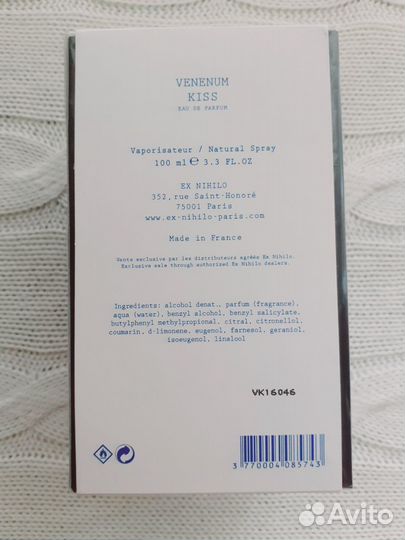 VENENUM
KISS
EAU DE PARFUM
Vaporisateur / Natural Spray
100 ml ℮ 3.3 FL.OZ
EX NIHILO
352, rue Saint-Honoré
75001 Paris
www.ex-nihilo-paris.com
Made in France
Vente exclusive par les distributeurs agréés Ex Nihilo.
Exclusive sale through authorized Ex Nihilo dealers.
Ingredients: alcohol denat., parfum (fragrance),
aqua (water), benzyl alcohol, benzyl salicylate,
butylphenyl methylpropional, citral, citronellol,
coumarin, d-limonene, eugenol, farnesol, geraniol,
isoeugenol, linalool
VK16046
3 770004 085743
Avito